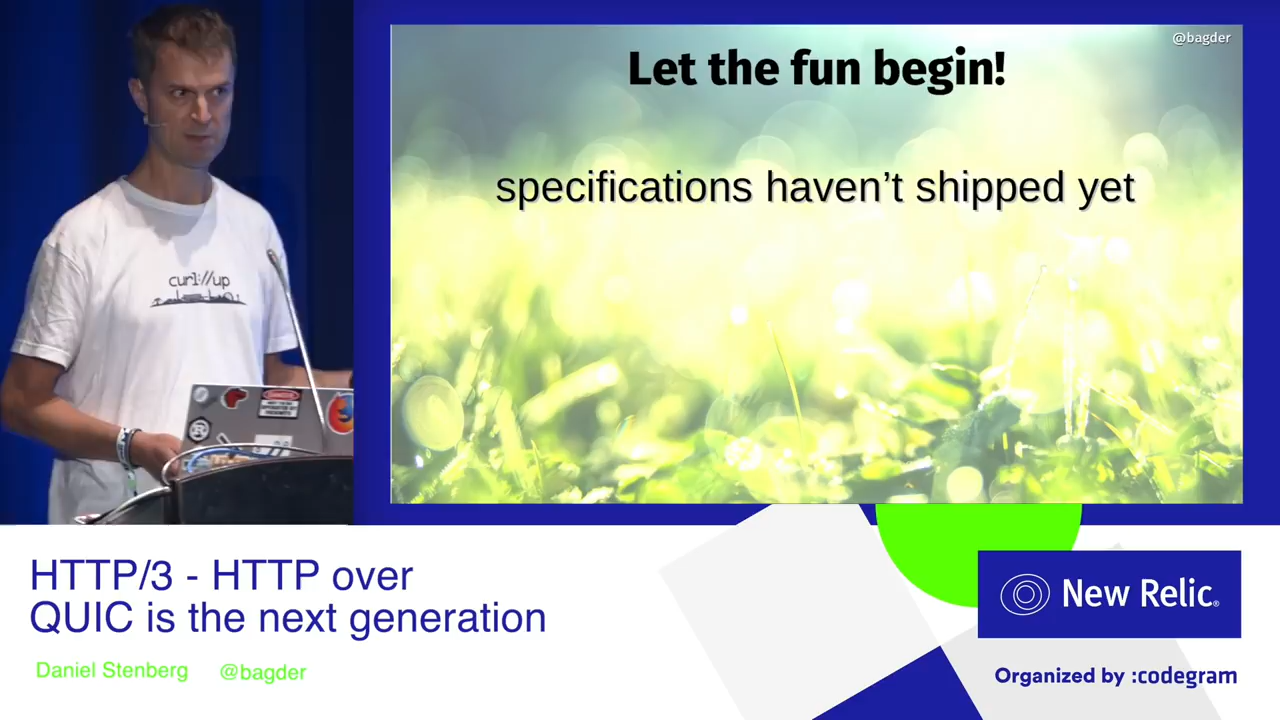 @bagder
Let the fun begin!
specifications haven’t shipped yet
curl://up
HTTP/3 - HTTP over
QUIC is the next generation
Daniel Stenberg @bagder
New Relic®
Organized by :codegram